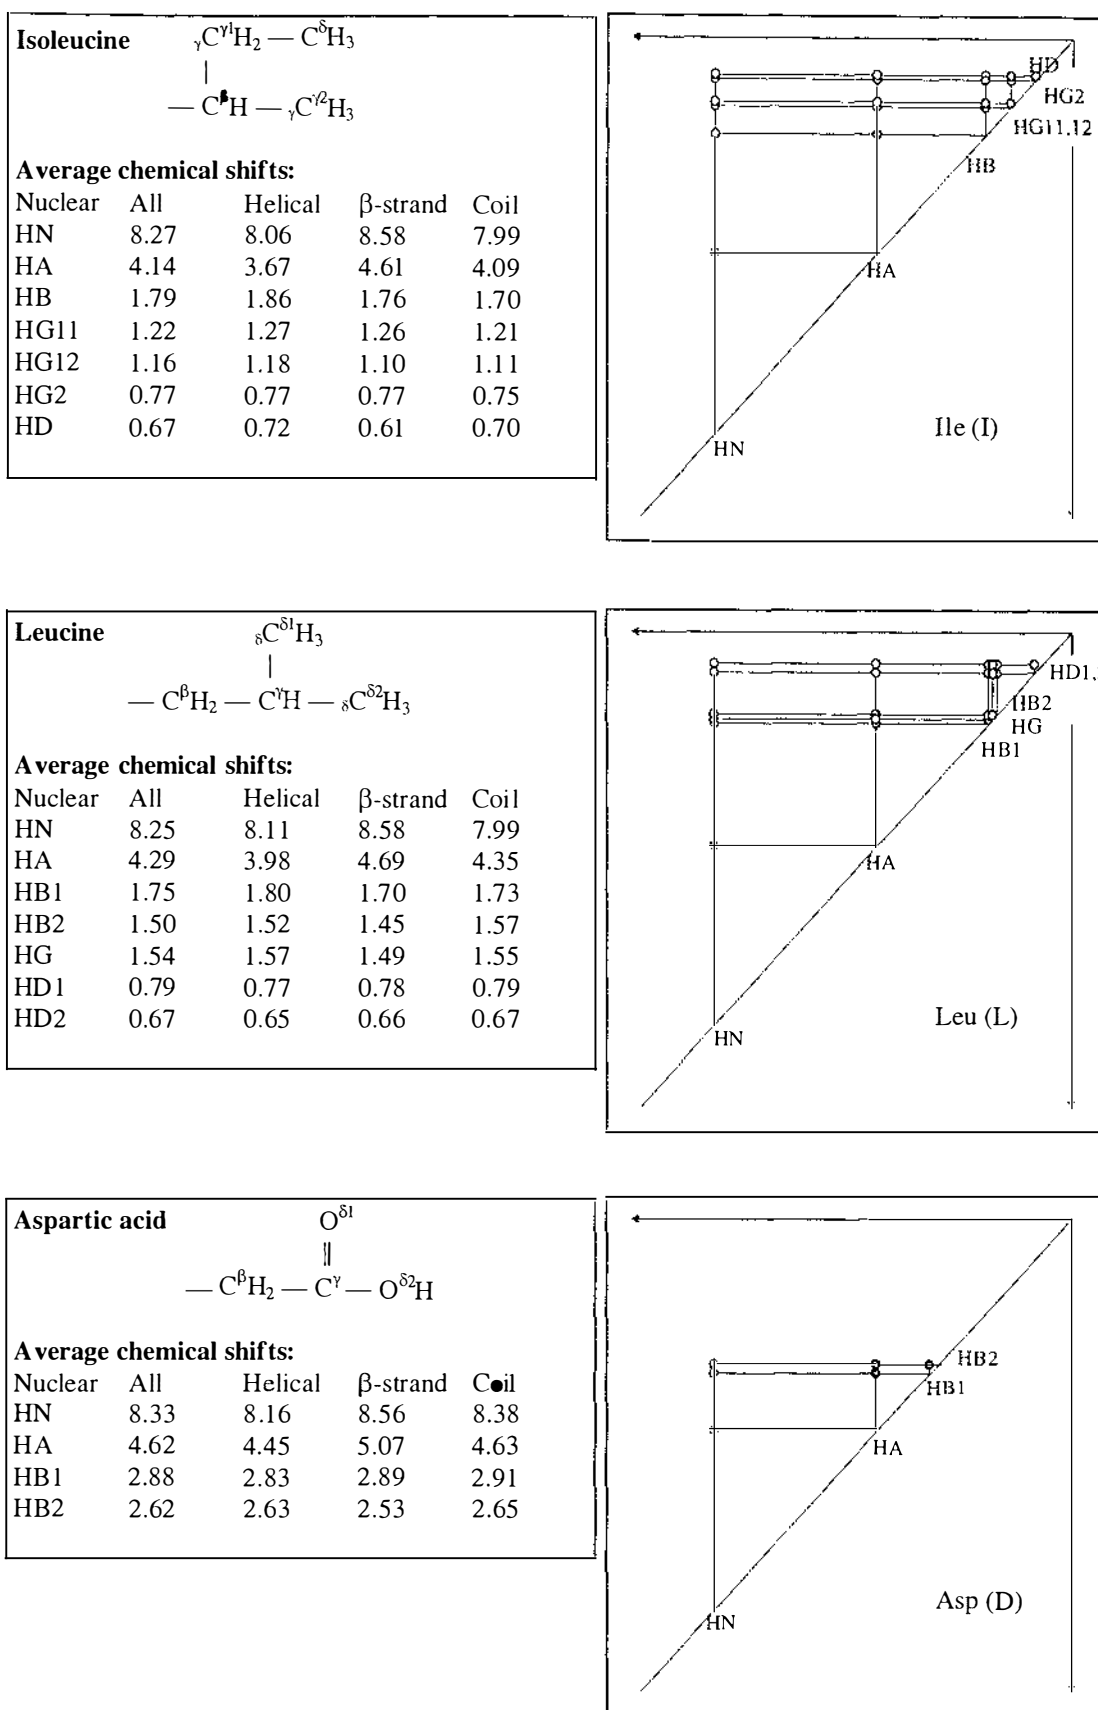 Isoleucine
γCγ1H2 — CδH3
|
— CβH — γCγ2H3
Average chemical shifts:
Nuclear All Helical β-strand Coil
HN 8.27 8.06 8.58 7.99
HA 4.14 3.67 4.61 4.09
HB 1.79 1.86 1.76 1.70
HG11 1.22 1.27 1.26 1.21
HG12 1.16 1.18 1.10 1.11
HG2 0.77 0.77 0.77 0.75
HD 0.67 0.72 0.61 0.70
HD
HG2
HG11,12
HB
HA
HN
Ile (I)
Leucine
δCδ1H3
|
— CβH2 — CγH — δCδ2H3
Average chemical shifts:
Nuclear All Helical β-strand Coil
HN 8.25 8.11 8.58 7.99
HA 4.29 3.98 4.69 4.35
HB1 1.75 1.80 1.70 1.73
HB2 1.50 1.52 1.45 1.57
HG 1.54 1.57 1.49 1.55
HD1 0.79 0.77 0.78 0.79
HD2 0.67 0.65 0.66 0.67
HD1,
HB2
HG
HB1
HA
HN
Leu (L)
Aspartic acid
Oδ1
||
— CβH2 — Cγ — Oδ2H
Average chemical shifts:
Nuclear All Helical β-strand Coil
HN 8.33 8.16 8.56 8.38
HA 4.62 4.45 5.07 4.63
HB1 2.88 2.83 2.89 2.91
HB2 2.62 2.63 2.53 2.65
HB2
HB1
HA
HN
Asp (D)